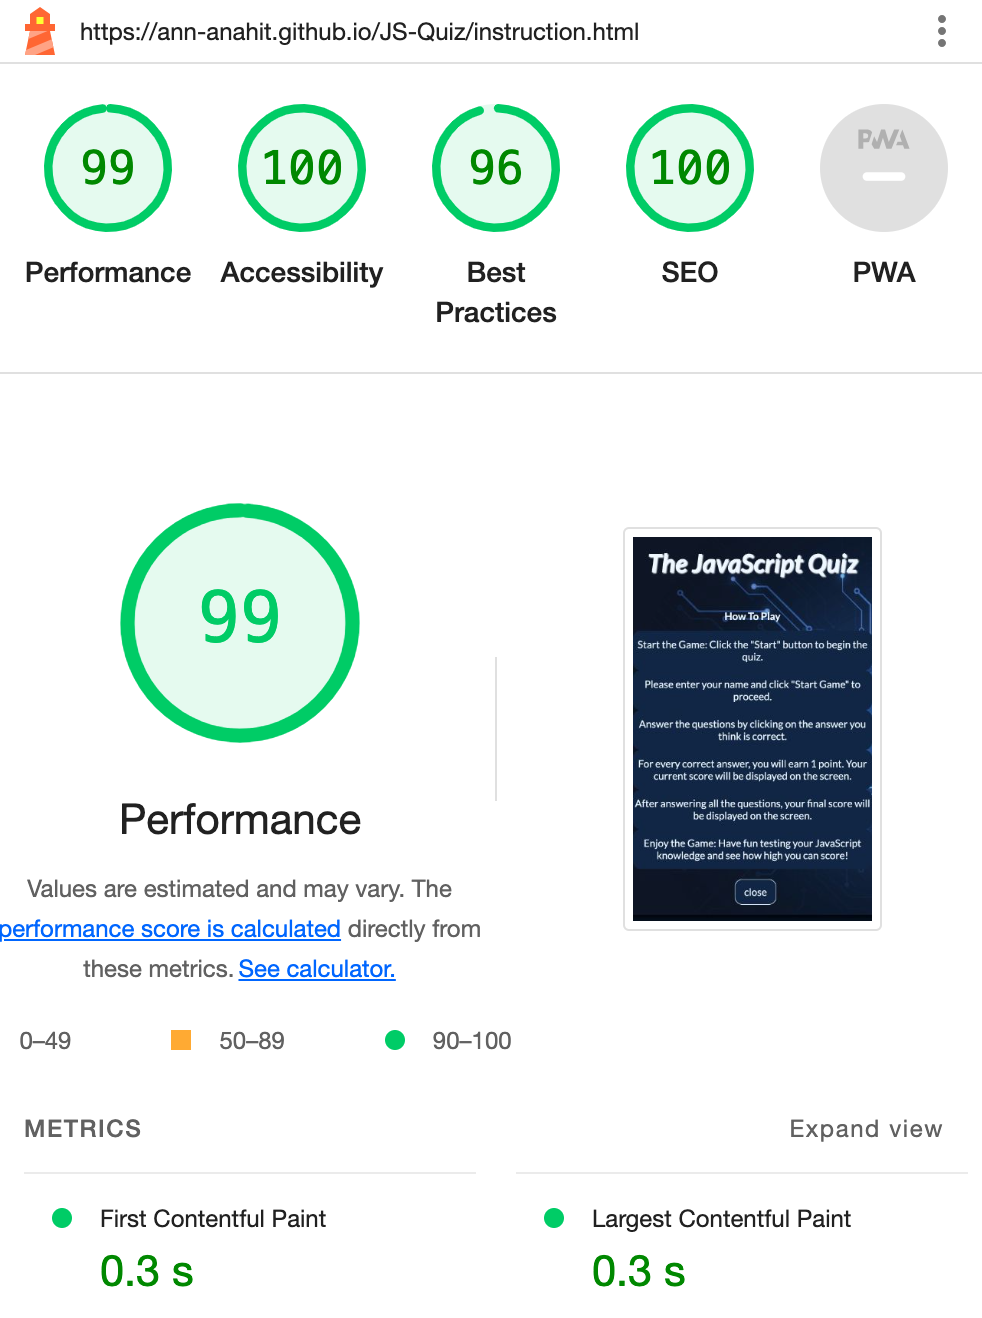 https://ann-anahit.github.io/JS-Quiz/instruction.html
99
100
96
100
PWA
Performance
Accessibility
Best
Practices
SEO
PWA
99
Performance
Values are estimated and may vary. The
performance score is calculated directly from
these metrics. See calculator.
The JavaScript Quiz
How To Play
Start the Game: Click the "Start" button to begin the
quiz.
Please enter your name and click "Start Game" to
proceed.
Answer the questions by clicking on the answer you
think is correct.
For every correct answer, you will earn 1 point. Your
current score will be displayed on the screen.
After answering all the questions, your final score will
be displayed on the screen.
Enjoy the Game: Have fun testing your JavaScript
knowledge and see how high you can score!
close
0–49
50–89
90–100
METRICS
Expand view
First Contentful Paint
0.3 s
Largest Contentful Paint
0.3 s